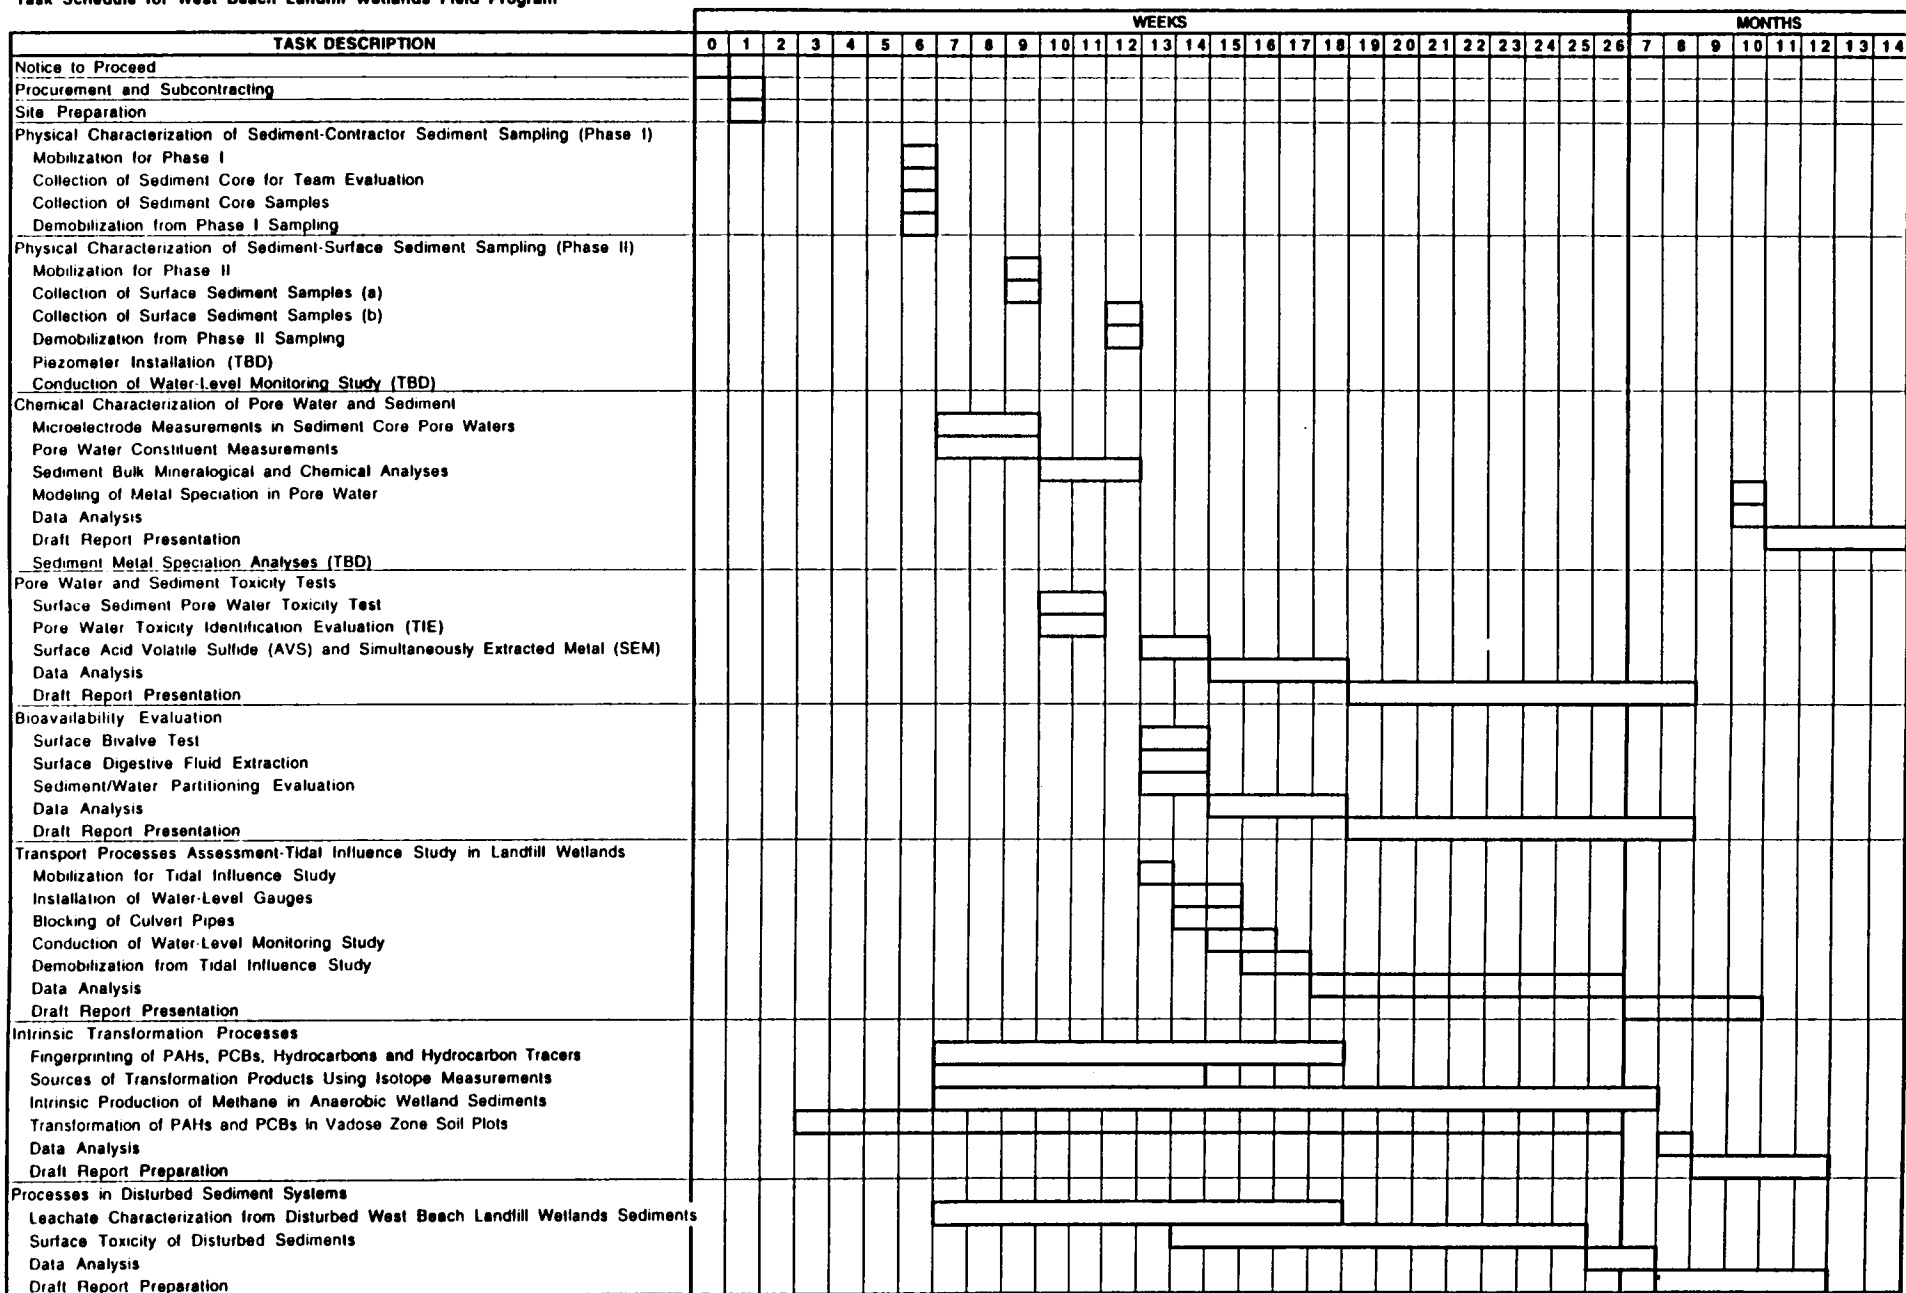 Task Schedule for West Beach Landfill Wetlands Field Program
WEEKS MONTHS
TASK DESCRIPTION 0 1 2 3 4 5 6 7 8 9 10 11 12 13 14 15 16 17 18 19 20 21 22 23 24 25 26 7 8 9 10 11 12 13 14
Notice to Proceed
Procurement and Subcontracting
Site Preparation
Physical Characterization of Sediment-Contractor Sediment Sampling (Phase I)
Mobilization for Phase I
Collection of Sediment Core for Team Evaluation
Collection of Sediment Core Samples
Demobilization from Phase I Sampling
Physical Characterization of Sediment-Surface Sediment Sampling (Phase II)
Mobilization for Phase II
Collection of Surface Sediment Samples (a)
Collection of Surface Sediment Samples (b)
Demobilization from Phase II Sampling
Piezometer Installation (TBD)
Conduction of Water-Level Monitoring Study (TBD)
Chemical Characterization of Pore Water and Sediment
Microelectrode Measurements in Sediment Core Pore Waters
Pore Water Constituent Measurements
Sediment Bulk Mineralogical and Chemical Analyses
Modeling of Metal Speciation in Pore Water
Data Analysis
Draft Report Presentation
Sediment Metal Speciation Analyses (TBD)
Pore Water and Sediment Toxicity Tests
Surface Sediment Pore Water Toxicity Test
Pore Water Toxicity Identification Evaluation (TIE)
Surface Acid Volatile Sulfide (AVS) and Simultaneously Extracted Metal (SEM)
Data Analysis
Draft Report Presentation
Bioavailability Evaluation
Surface Bivalve Test
Surface Digestive Fluid Extraction
Sediment/Water Partitioning Evaluation
Data Analysis
Draft Report Presentation
Transport Processes Assessment-Tidal Influence Study in Landfill Wetlands
Mobilization for Tidal Influence Study
Installation of Water-Level Gauges
Blocking of Culvert Pipes
Conduction of Water-Level Monitoring Study
Demobilization from Tidal Influence Study
Data Analysis
Draft Report Presentation
Intrinsic Transformation Processes
Fingerprinting of PAHs, PCBs, Hydrocarbons and Hydrocarbon Tracers
Sources of Transformation Products Using Isotope Measurements
Intrinsic Production of Methane in Anaerobic Wetland Sediments
Transformation of PAHs and PCBs in Vadose Zone Soil Plots
Data Analysis
Draft Report Preparation
Processes in Disturbed Sediment Systems
Leachate Characterization from Disturbed West Beach Landfill Wetlands Sediments
Surface Toxicity of Disturbed Sediments
Data Analysis
Draft Report Preparation